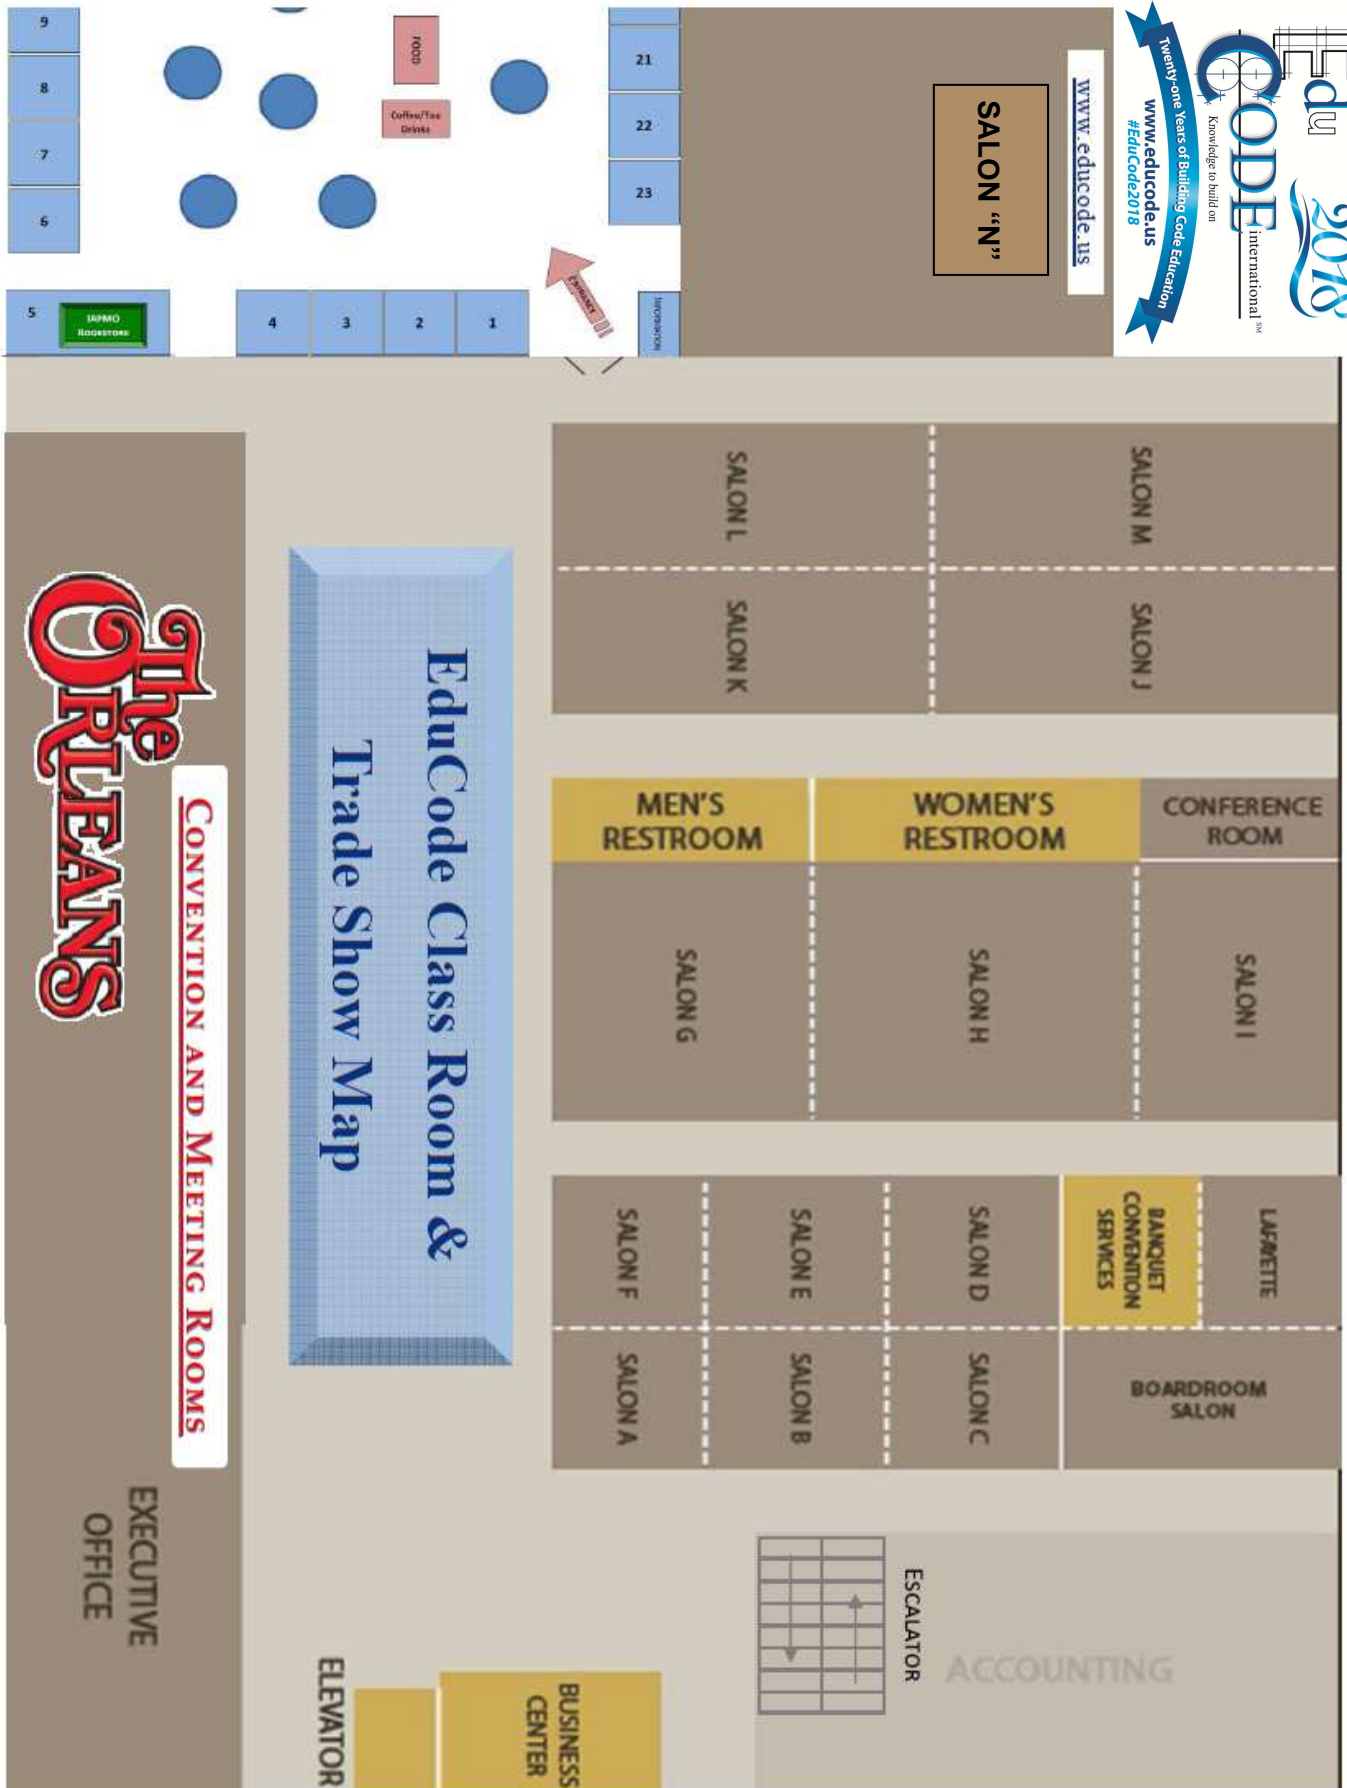 9
8
7
6
5
IAPMO
BOOKSTORE
4
3
2
1
FOOD
Coffee/Tea
Drinks
21
22
23
ENTRANCE
INFORMATION
SALON “N”
www.educode.us
Edu
CODE
international SM
2018
Knowledge to build on
Twenty-one Years of Building Code Education
www.educode.us
#EduCode2018
SALON L
SALON M
SALON K
SALON J
MEN'S
RESTROOM
WOMEN'S
RESTROOM
CONFERENCE
ROOM
SALON G
SALON H
SALON I
EduCode Class Room &
Trade Show Map
The
ORLEANS
CONVENTION AND MEETING ROOMS
SALON F
SALON E
SALON D
BANQUET
CONVENTION
SERVICES
LAFAYETTE
SALON A
SALON B
SALON C
BOARDROOM
SALON
EXECUTIVE
OFFICE
ESCALATOR
ACCOUNTING
ELEVATOR
BUSINESS
CENTER